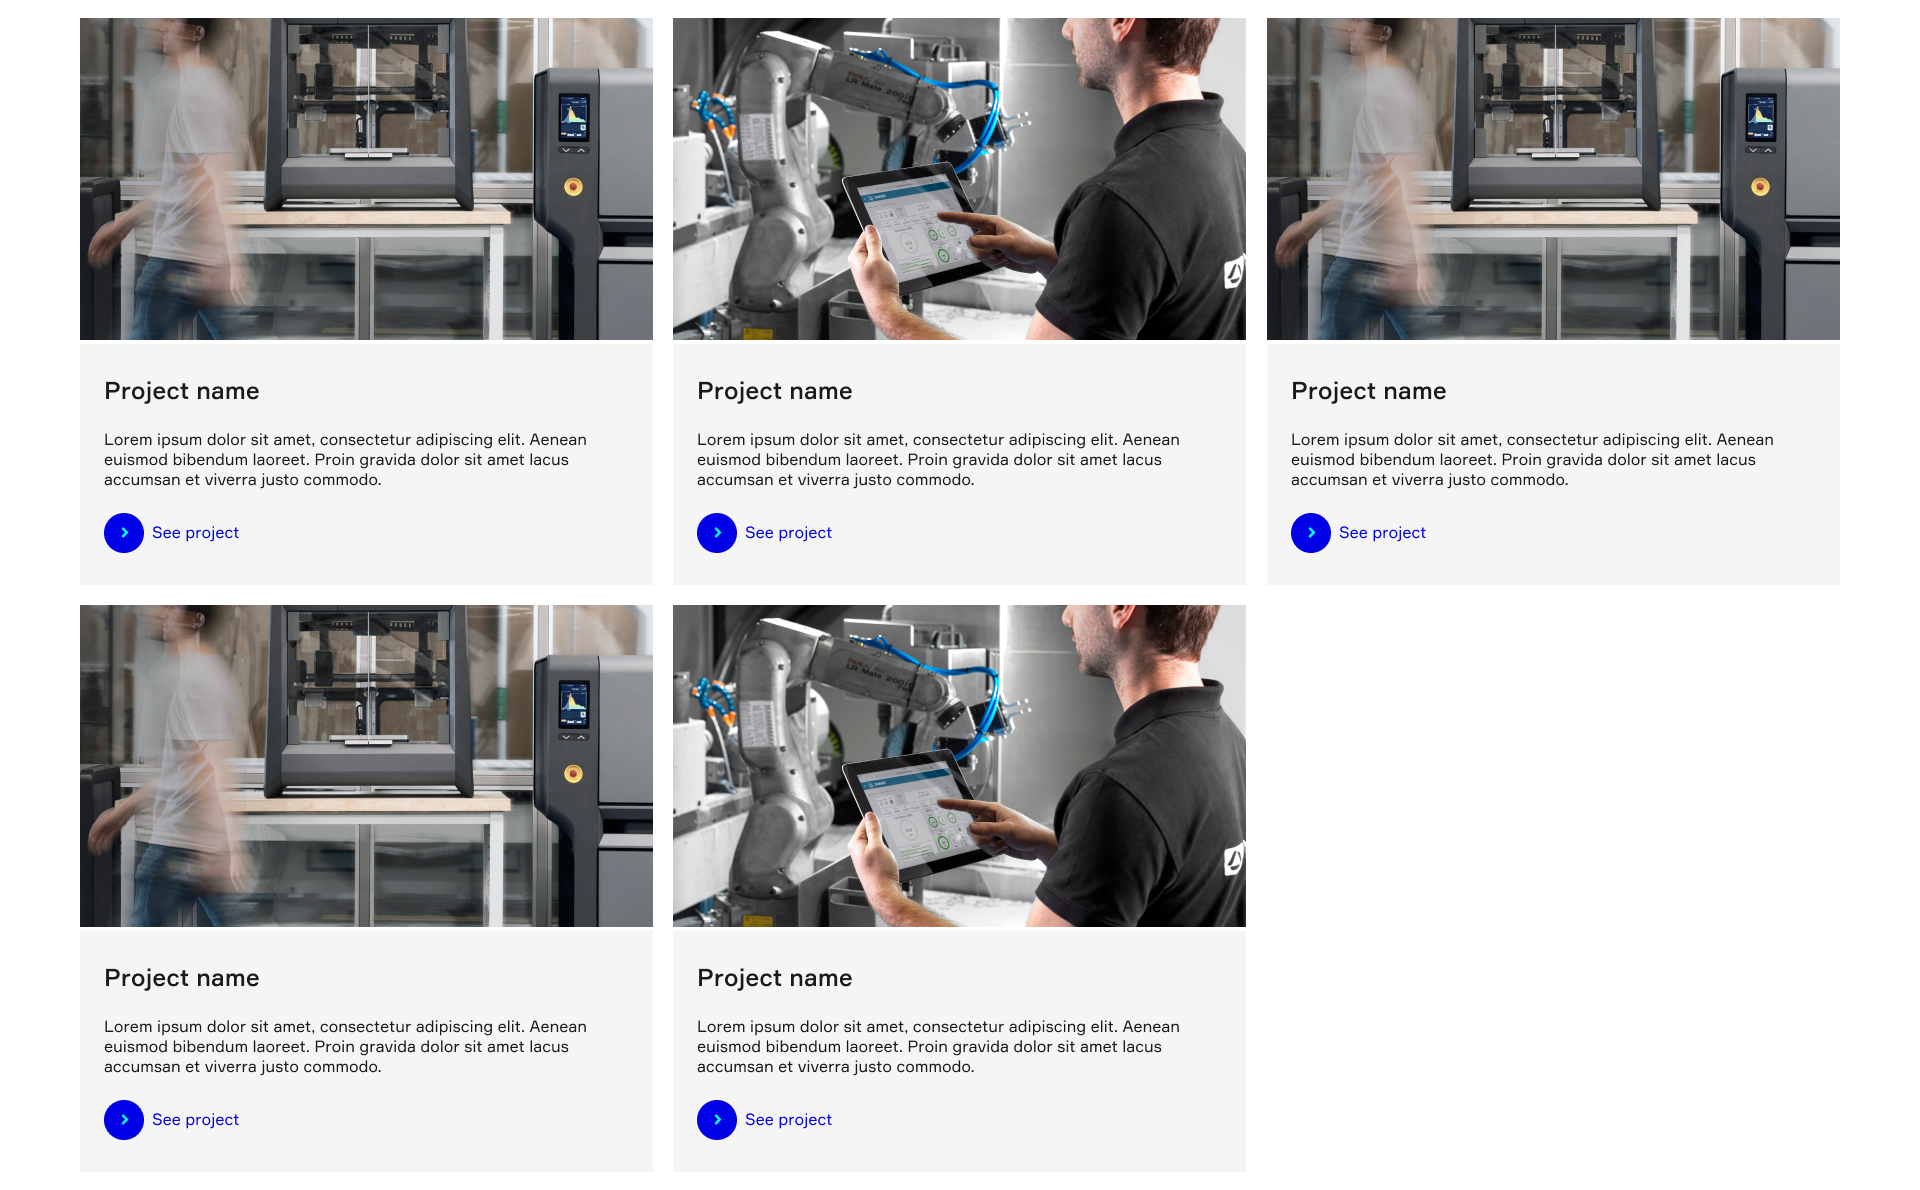 LR Mate 200iD
LR Mate 200iD
Project name
Lorem ipsum dolor sit amet, consectetur adipiscing elit. Aenean
euismod bibendum laoreet. Proin gravida dolor sit amet lacus
accumsan et viverra justo commodo.
See project
Project name
Lorem ipsum dolor sit amet, consectetur adipiscing elit. Aenean
euismod bibendum laoreet. Proin gravida dolor sit amet lacus
accumsan et viverra justo commodo.
See project
Project name
Lorem ipsum dolor sit amet, consectetur adipiscing elit. Aenean
euismod bibendum laoreet. Proin gravida dolor sit amet lacus
accumsan et viverra justo commodo.
See project
Project name
Lorem ipsum dolor sit amet, consectetur adipiscing elit. Aenean
euismod bibendum laoreet. Proin gravida dolor sit amet lacus
accumsan et viverra justo commodo.
See project
Project name
Lorem ipsum dolor sit amet, consectetur adipiscing elit. Aenean
euismod bibendum laoreet. Proin gravida dolor sit amet lacus
accumsan et viverra justo commodo.
See project